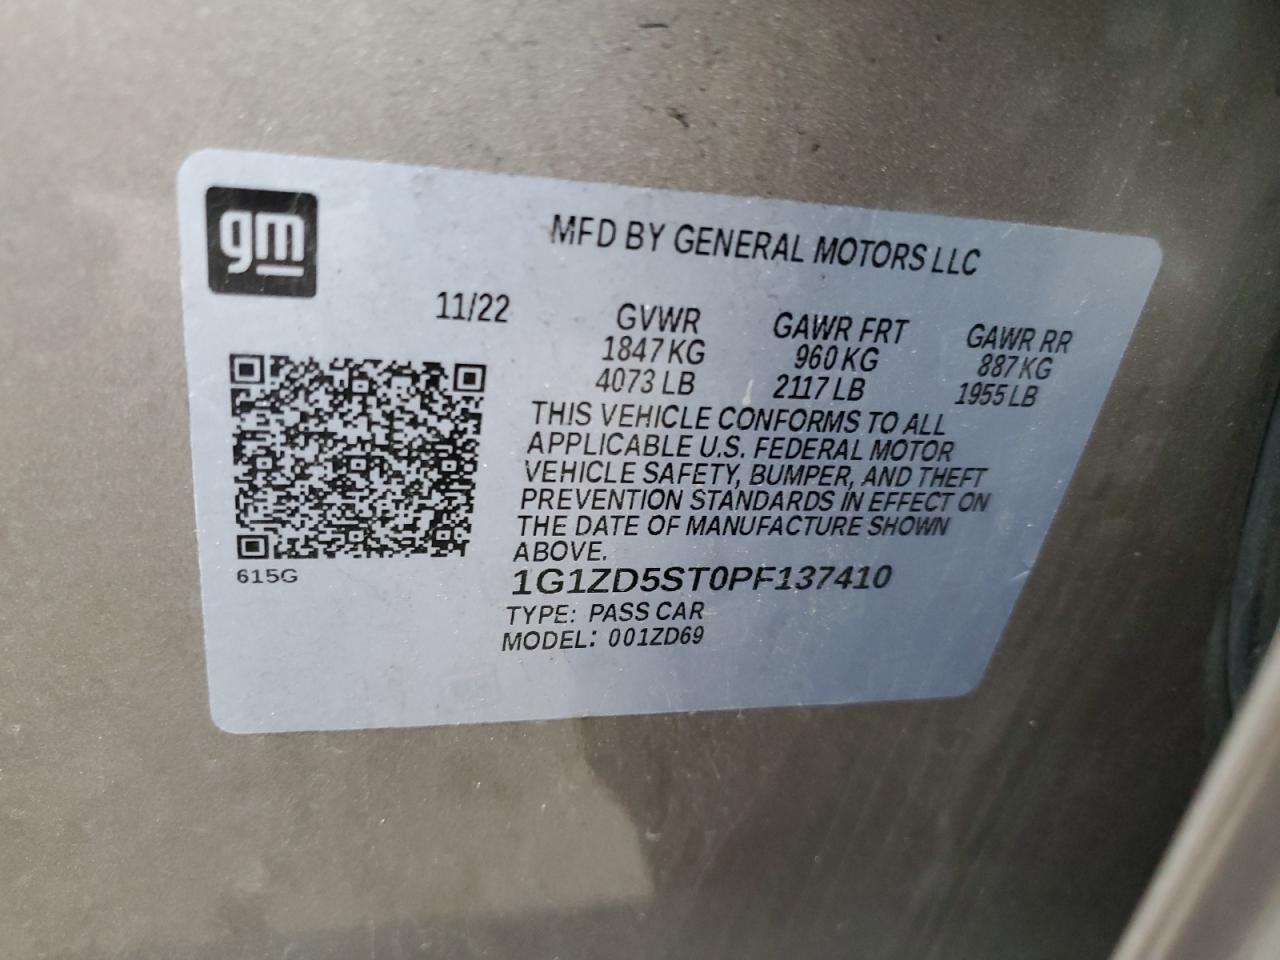 gm
MFD BY GENERAL MOTORS LLC
11/22
GVWR GAWR FRT GAWR RR
1847 KG 960 KG 887 KG
4073 LB 2117 LB 1955 LB
THIS VEHICLE CONFORMS TO ALL
APPLICABLE U.S. FEDERAL MOTOR
VEHICLE SAFETY, BUMPER, AND THEFT
PREVENTION STANDARDS IN EFFECT ON
THE DATE OF MANUFACTURE SHOWN
ABOVE.
615G
1G1ZD5ST0PF137410
TYPE: PASS CAR
MODEL: 001ZD69